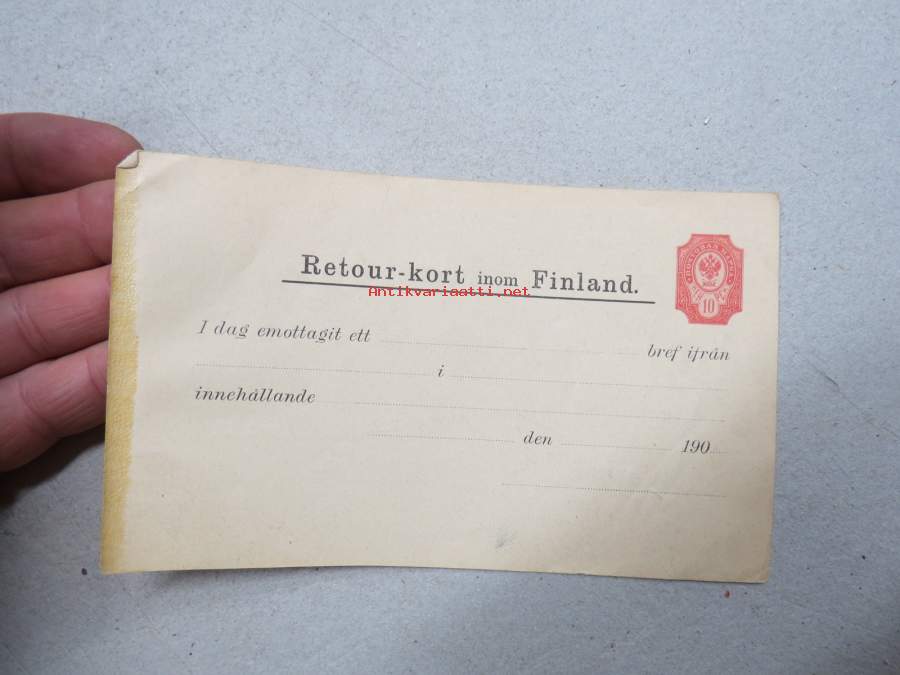 Retour-kort inom Finland.
Antikvariaatti.net
10
I dag emottagit ett bref ifrån
i
innehållande
den 190